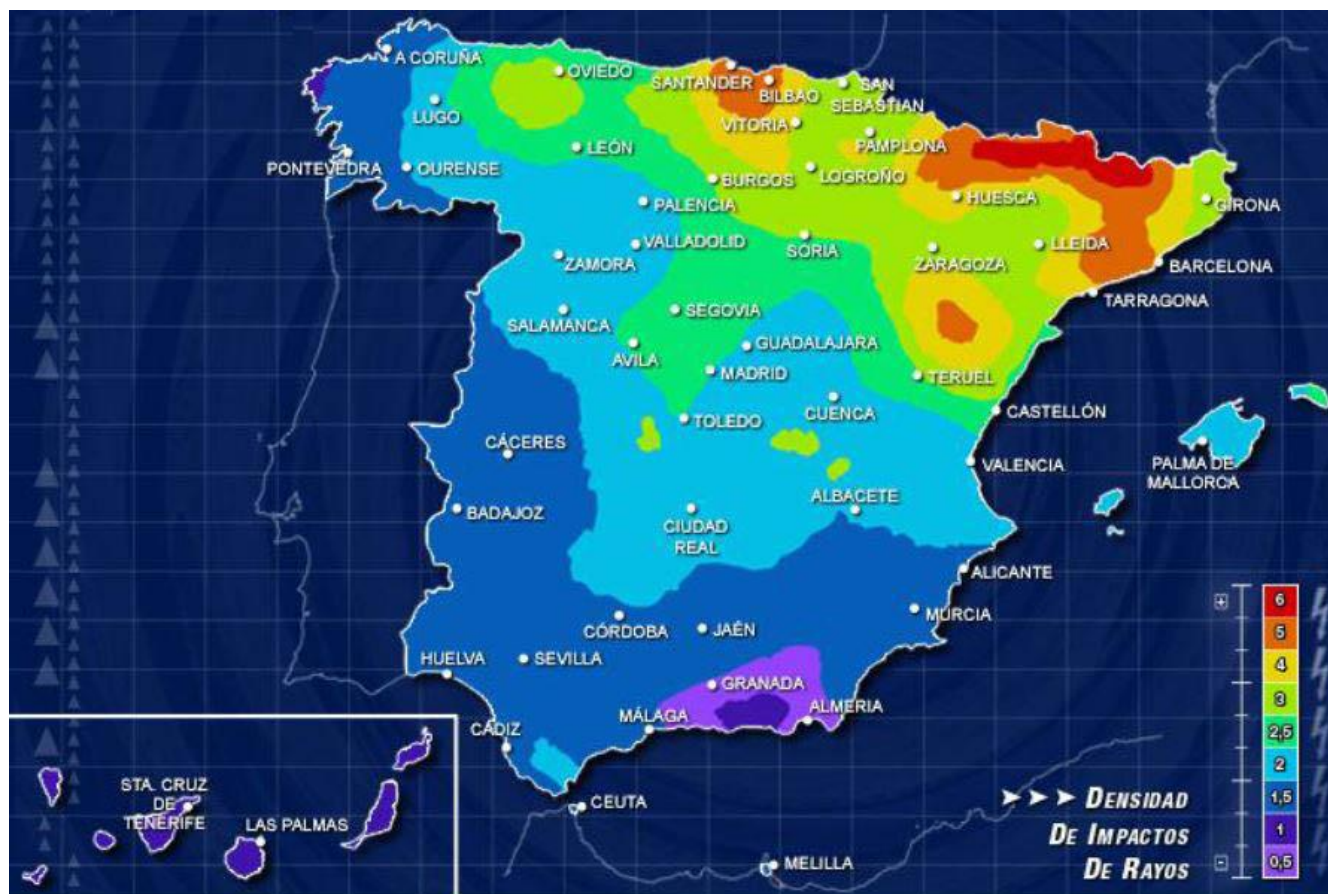 A CORUÑA
OVIEDO
SANTANDER
BILBAO
SAN
SEBASTIAN
LUGO
VITORIA
PAMPLONA
LEÓN
PONTEVEDRA
OURENSE
BURGOS
LOGROÑO
HUESCA
GIRONA
PALENCIA
VALLADOLID
ZAMORA
SORIA
ZARAGOZA
LLEIDA
BARCELONA
TARRAGONA
SALAMANCA
SEGOVIA
AVILA
GUADALAJARA
MADRID
TERUEL
CUENCA
CASTELLÓN
TOLEDO
CÁCERES
VALENCIA
PALMA DE
MALLORCA
BADAJOZ
ALBACETE
CIUDAD
REAL
ALICANTE
MURCIA
CÓRDOBA
JAÉN
HUELVA
SEVILLA
GRANADA
MÁLAGA
ALMERIA
CÁDIZ
CEUTA
MELILLA
STA. CRUZ
DE
TENERIFE
LAS PALMAS
+
6
5
4
3
2,5
2
1,5
1
0,5
-
DENSIDAD
DE IMPACTOS
DE RAYOS